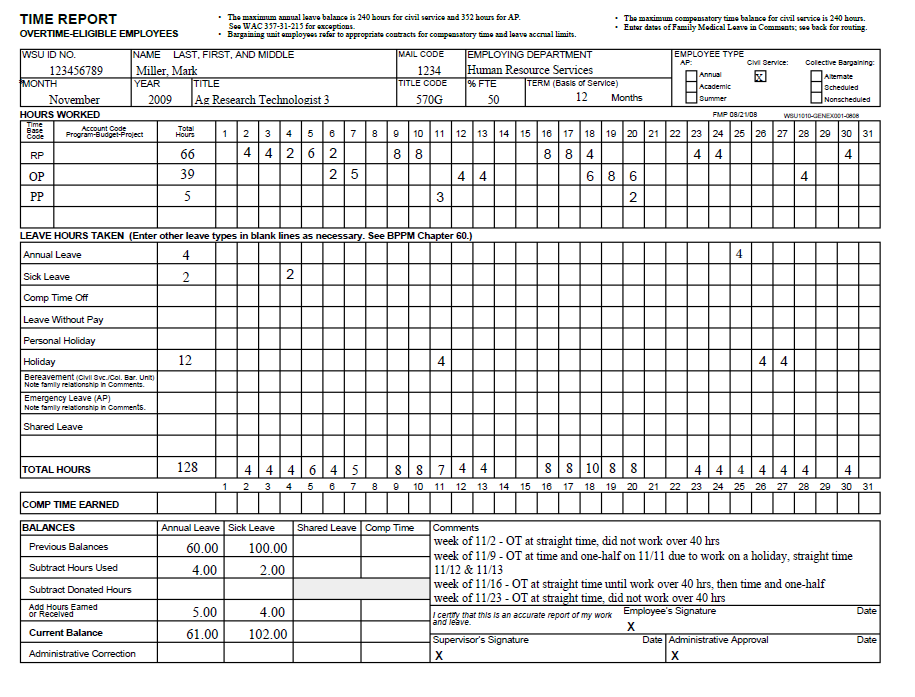 TIME REPORT
OVERTIME-ELIGIBLE EMPLOYEES
• The maximum annual leave balance is 240 hours for civil service and 352 hours for AP.
See WAC 357-31-215 for exceptions.
• Bargaining unit employees refer to appropriate contracts for compensatory time and leave accrual limits.
• The maximum compensatory time balance for civil service is 240 hours.
• Enter dates of Family Medical Leave in Comments; see back for routing.
WSU ID NO. NAME LAST, FIRST, AND MIDDLE MAIL CODE EMPLOYING DEPARTMENT EMPLOYEE TYPE
123456789 Miller, Mark 1234 Human Resource Services
AP: Civil Service: Collective Bargaining:
Annual X Alternate
Academic Scheduled
Summer Nonscheduled
*MONTH YEAR TITLE TITLE CODE % FTE TERM (Basis of Service)
November 2009 Ag Research Technologist 3 570G 50 12 Months
HOURS WORKED FMP 08/21/08 WSU1010-GENEX001-0808
Time Base Code Account Code Program-Budget-Project Total Hours 1 2 3 4 5 6 7 8 9 10 11 12 13 14 15 16 17 18 19 20 21 22 23 24 25 26 27 28 29 30 31
RP 66 4 4 2 6 2 8 8 8 8 4 4 4 4
OP 39 2 5 4 4 6 8 6 4
PP 5 3 2
LEAVE HOURS TAKEN (Enter other leave types in blank lines as necessary. See BPPM Chapter 60.)
Annual Leave 4 4
Sick Leave 2 2
Comp Time Off
Leave Without Pay
Personal Holiday
Holiday 12 4 4 4
Bereavement (Civil Svc./Col. Bar. Unit)
Note family relationship in Comments.
Emergency Leave (AP)
Note family relationship in Comments.
Shared Leave
TOTAL HOURS 128 4 4 4 6 4 5 8 8 7 4 4 8 8 10 8 8 4 4 4 4 4 4 4
1 2 3 4 5 6 7 8 9 10 11 12 13 14 15 16 17 18 19 20 21 22 23 24 25 26 27 28 29 30 31
COMP TIME EARNED
BALANCES Annual Leave Sick Leave Shared Leave Comp Time
Previous Balances 60.00 100.00
Subtract Hours Used 4.00 2.00
Subtract Donated Hours
Add Hours Earned or Received 5.00 4.00
Current Balance 61.00 102.00
Administrative Correction
Comments
week of 11/2 - OT at straight time, did not work over 40 hrs
week of 11/9 - OT at time and one-half on 11/11 due to work on a holiday, straight time
11/12 & 11/13
week of 11/16 - OT at straight time until work over 40 hrs, then time and one-half
week of 11/23 - OT at straight time, did not work over 40 hrs
I certify that this is an accurate report of my work and leave.
Employee's Signature Date
X
Supervisor's Signature Date Administrative Approval Date
X X